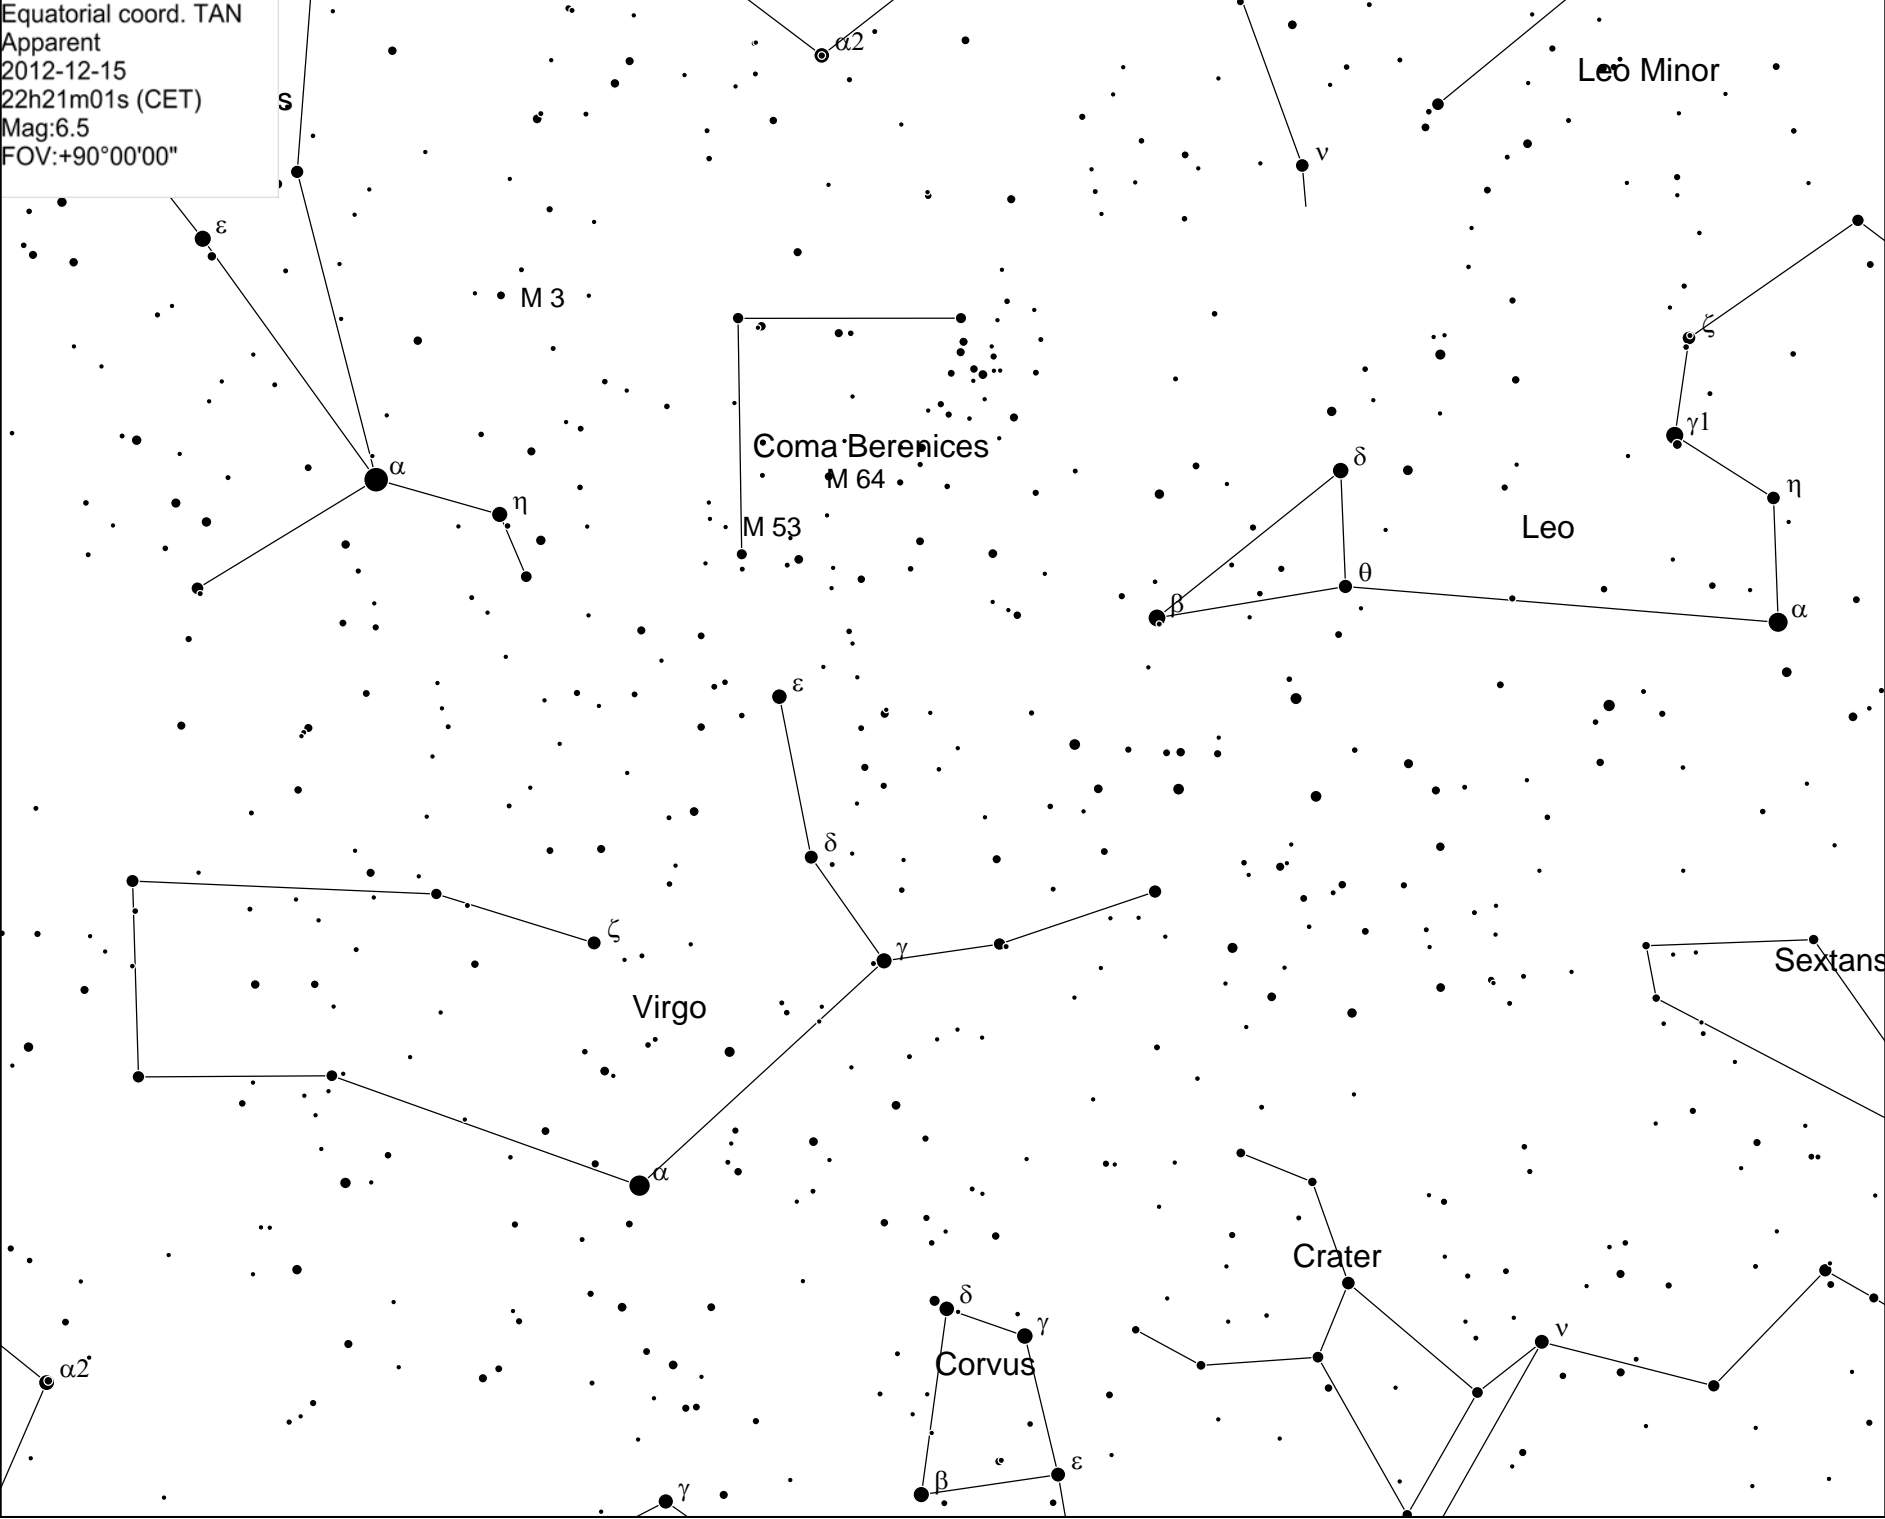 Equatorial coord. TAN
Apparent
2012-12-15
22h21m01s (CET)
Mag:6.5
FOV:+90°00'00"
s
α2
Leo Minor
ν
ε
M 3
ζ
γ1
Coma Berenices
α
δ
M 64
η
η
M 53
Leo
θ
β
α
ε
δ
ζ
γ
Sextans
Virgo
α
Crater
δ
γ
ν
Corvus
α2
ε
β
γ